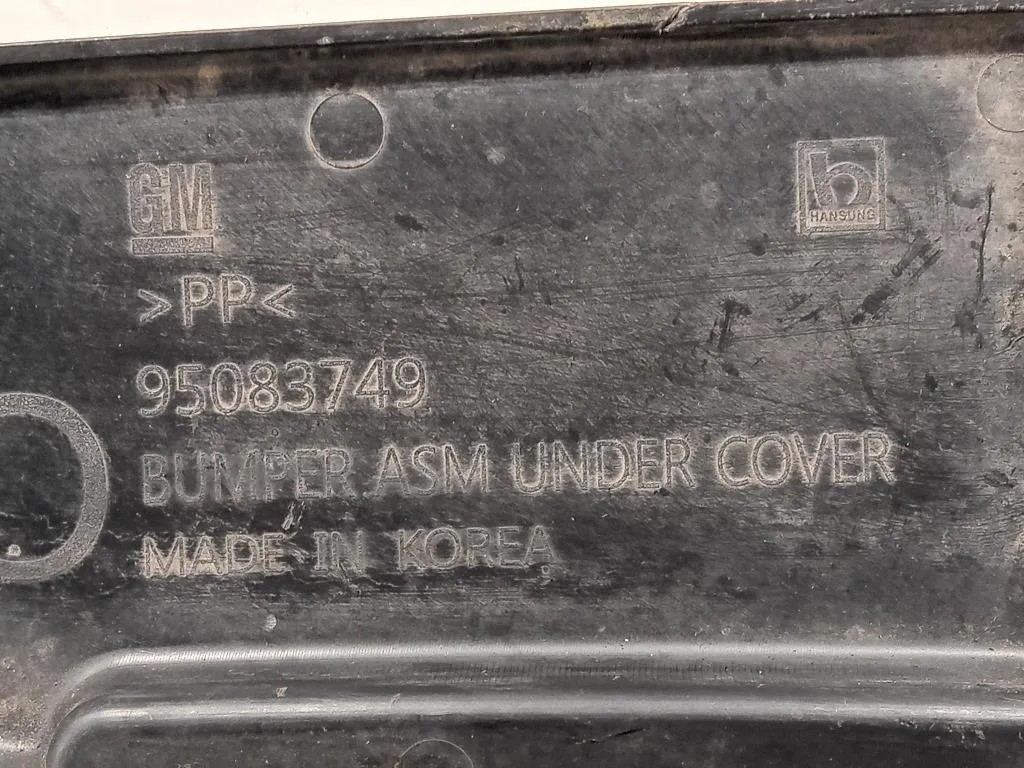 GM
HANSUNG
>PP<
95083749
BUMPER ASM UNDER COVER
MADE IN KOREA